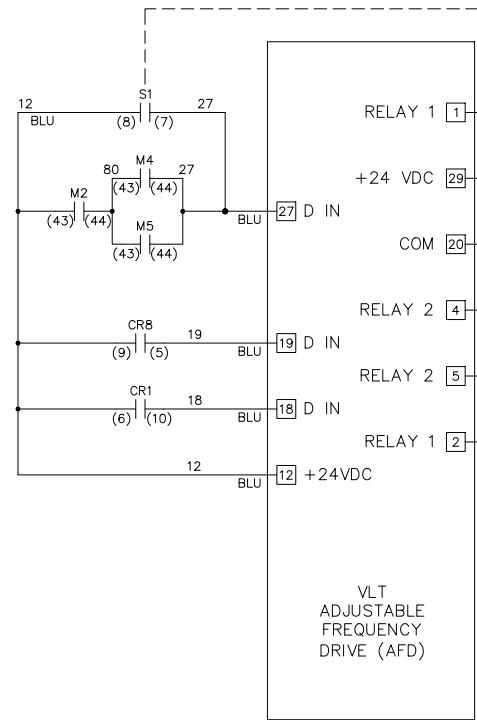 S1
12 27
BLU (8) (7)
RELAY 1 1
80 M4 27
+24 VDC 29
M2 (43) (44)
(43) (44) M5 BLU 27 D IN
(43) (44)
COM 20
RELAY 2 4
CR8 19
(9) (5) BLU 19 D IN
RELAY 2 5
CR1 18
(6) (10) BLU 18 D IN
RELAY 1 2
12 BLU 12 +24VDC
VLT
ADJUSTABLE
FREQUENCY
DRIVE (AFD)